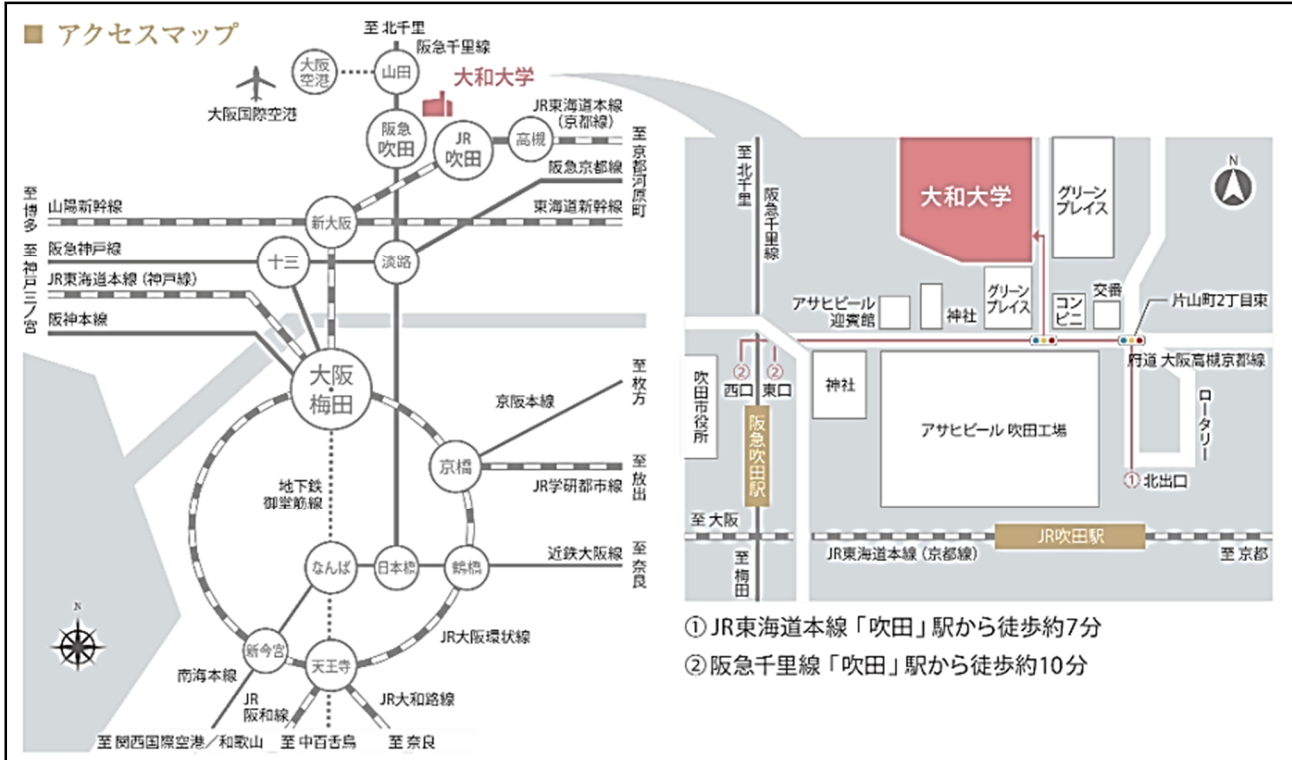 ■ アクセスマップ
至 北千里
阪急千里線
大阪
空港
山田
大和大学
大阪国際空港
JR東海道本線
(京都線)
阪急
吹田
JR
吹田
高槻
至 京都河原町
阪急京都線
至 博多
山陽新幹線
新大阪
東海道新幹線
阪急神戸線
十三
淡路
至 神戸三ノ宮
JR東海道本線(神戸線)
阪神本線
大阪
梅田
京阪本線
至 枚方
京橋
JR学研都市線
至 放出
地下鉄
御堂筋線
なんば
日本橋
鶴橋
近鉄大阪線
至 奈良
N
JR大阪環状線
新今宮
天王寺
南海本線
JR
阪和線
JR大和路線
至 関西国際空港/和歌山
至 中百舌鳥
至 奈良
至 北千里
阪急千里線
大和大学
グリーン
プレイス
N
アサヒビール
迎賓館
神社
グリーン
プレイス
コン
ビニ
交番
片山町2丁目東
府道 大阪高槻京都線
吹田市役所
②
西口
②
東口
神社
アサヒビール 吹田工場
ロータリー
阪急吹田駅
① 北出口
至 大阪
JR吹田駅
JR東海道本線(京都線)
至 京都
至 梅田
① JR東海道本線「吹田」駅から徒歩約7分
② 阪急千里線「吹田」駅から徒歩約10分